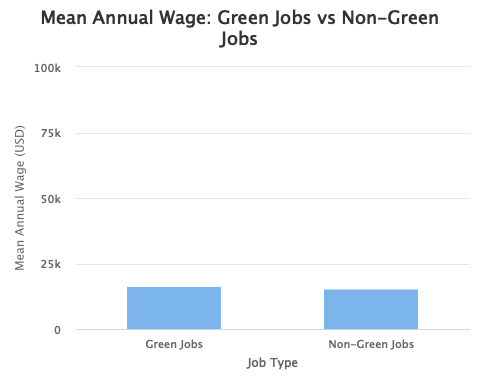 Mean Annual Wage: Green Jobs vs Non-Green
Jobs
100k
75k
50k
25k
0
Mean Annual Wage (USD)
Green Jobs
Non-Green Jobs
Job Type